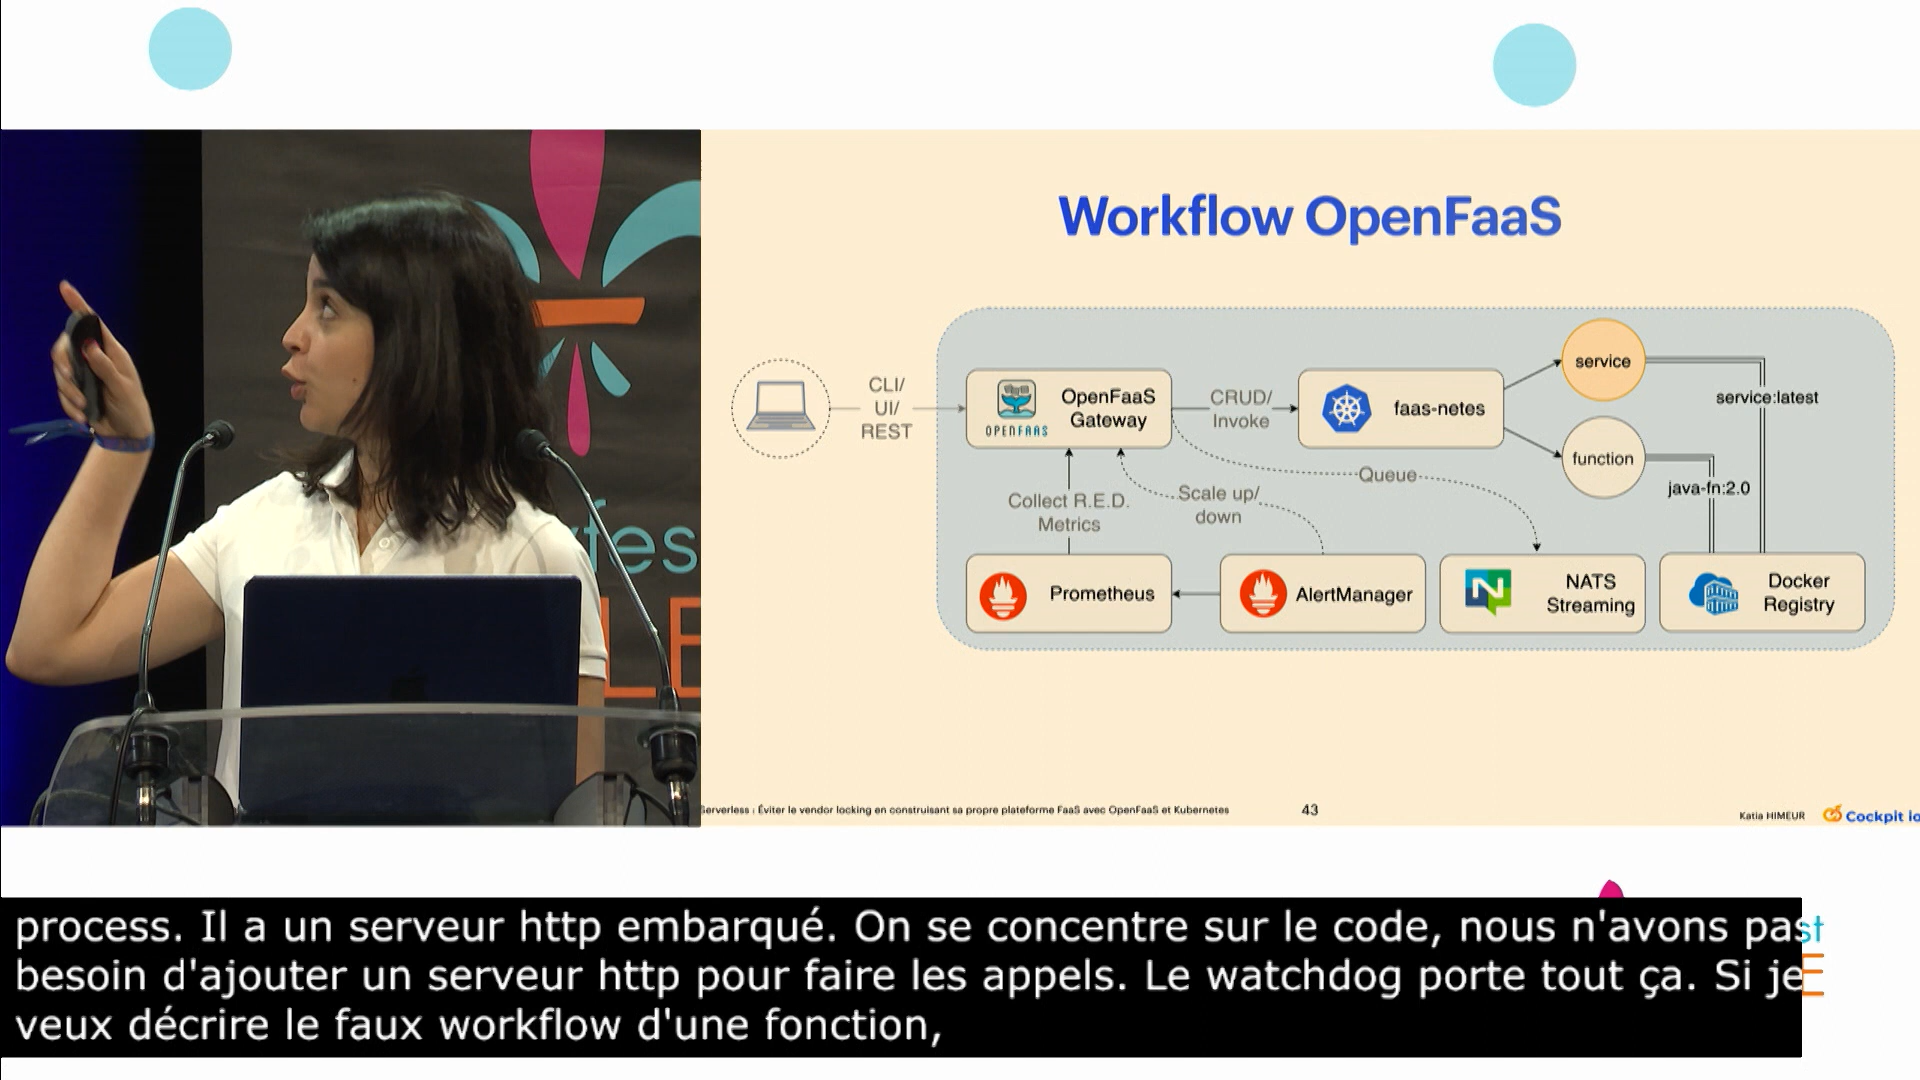 Workflow OpenFaaS
CLI/
UI/
REST
OPENFAAS
OpenFaaS
Gateway
CRUD/
Invoke
faas-netes
service
function
service:latest
java-fn:2.0
Queue
Collect R.E.D.
Metrics
Scale up/
down
Prometheus
AlertManager
NATS
Streaming
Docker
Registry
Serverless : Éviter le vendor locking en construisant sa propre plateforme FaaS avec OpenFaaS et Kubernetes
43
Katia HIMEUR
Cockpit io
process. Il a un serveur http embarqué. On se concentre sur le code, nous n'avons pas
besoin d'ajouter un serveur http pour faire les appels. Le watchdog porte tout ça. Si je
veux décrire le faux workflow d'une fonction,